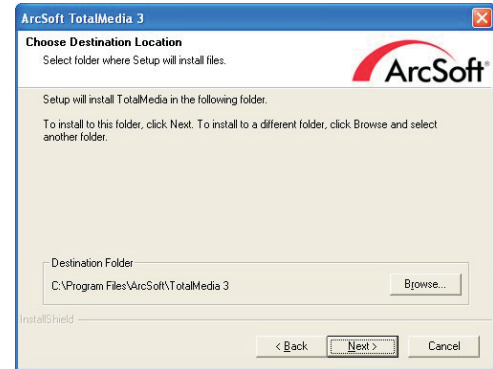 ArcSoft TotalMedia 3
Choose Destination Location
Select folder where Setup will install files.
ArcSoft®
Setup will install TotalMedia in the following folder.
To install to this folder, click Next. To install to a different folder, click Browse and select
another folder.
Destination Folder
C:\Program Files\ArcSoft\TotalMedia 3
Browse...
InstallShield
< Back
Next >
Cancel